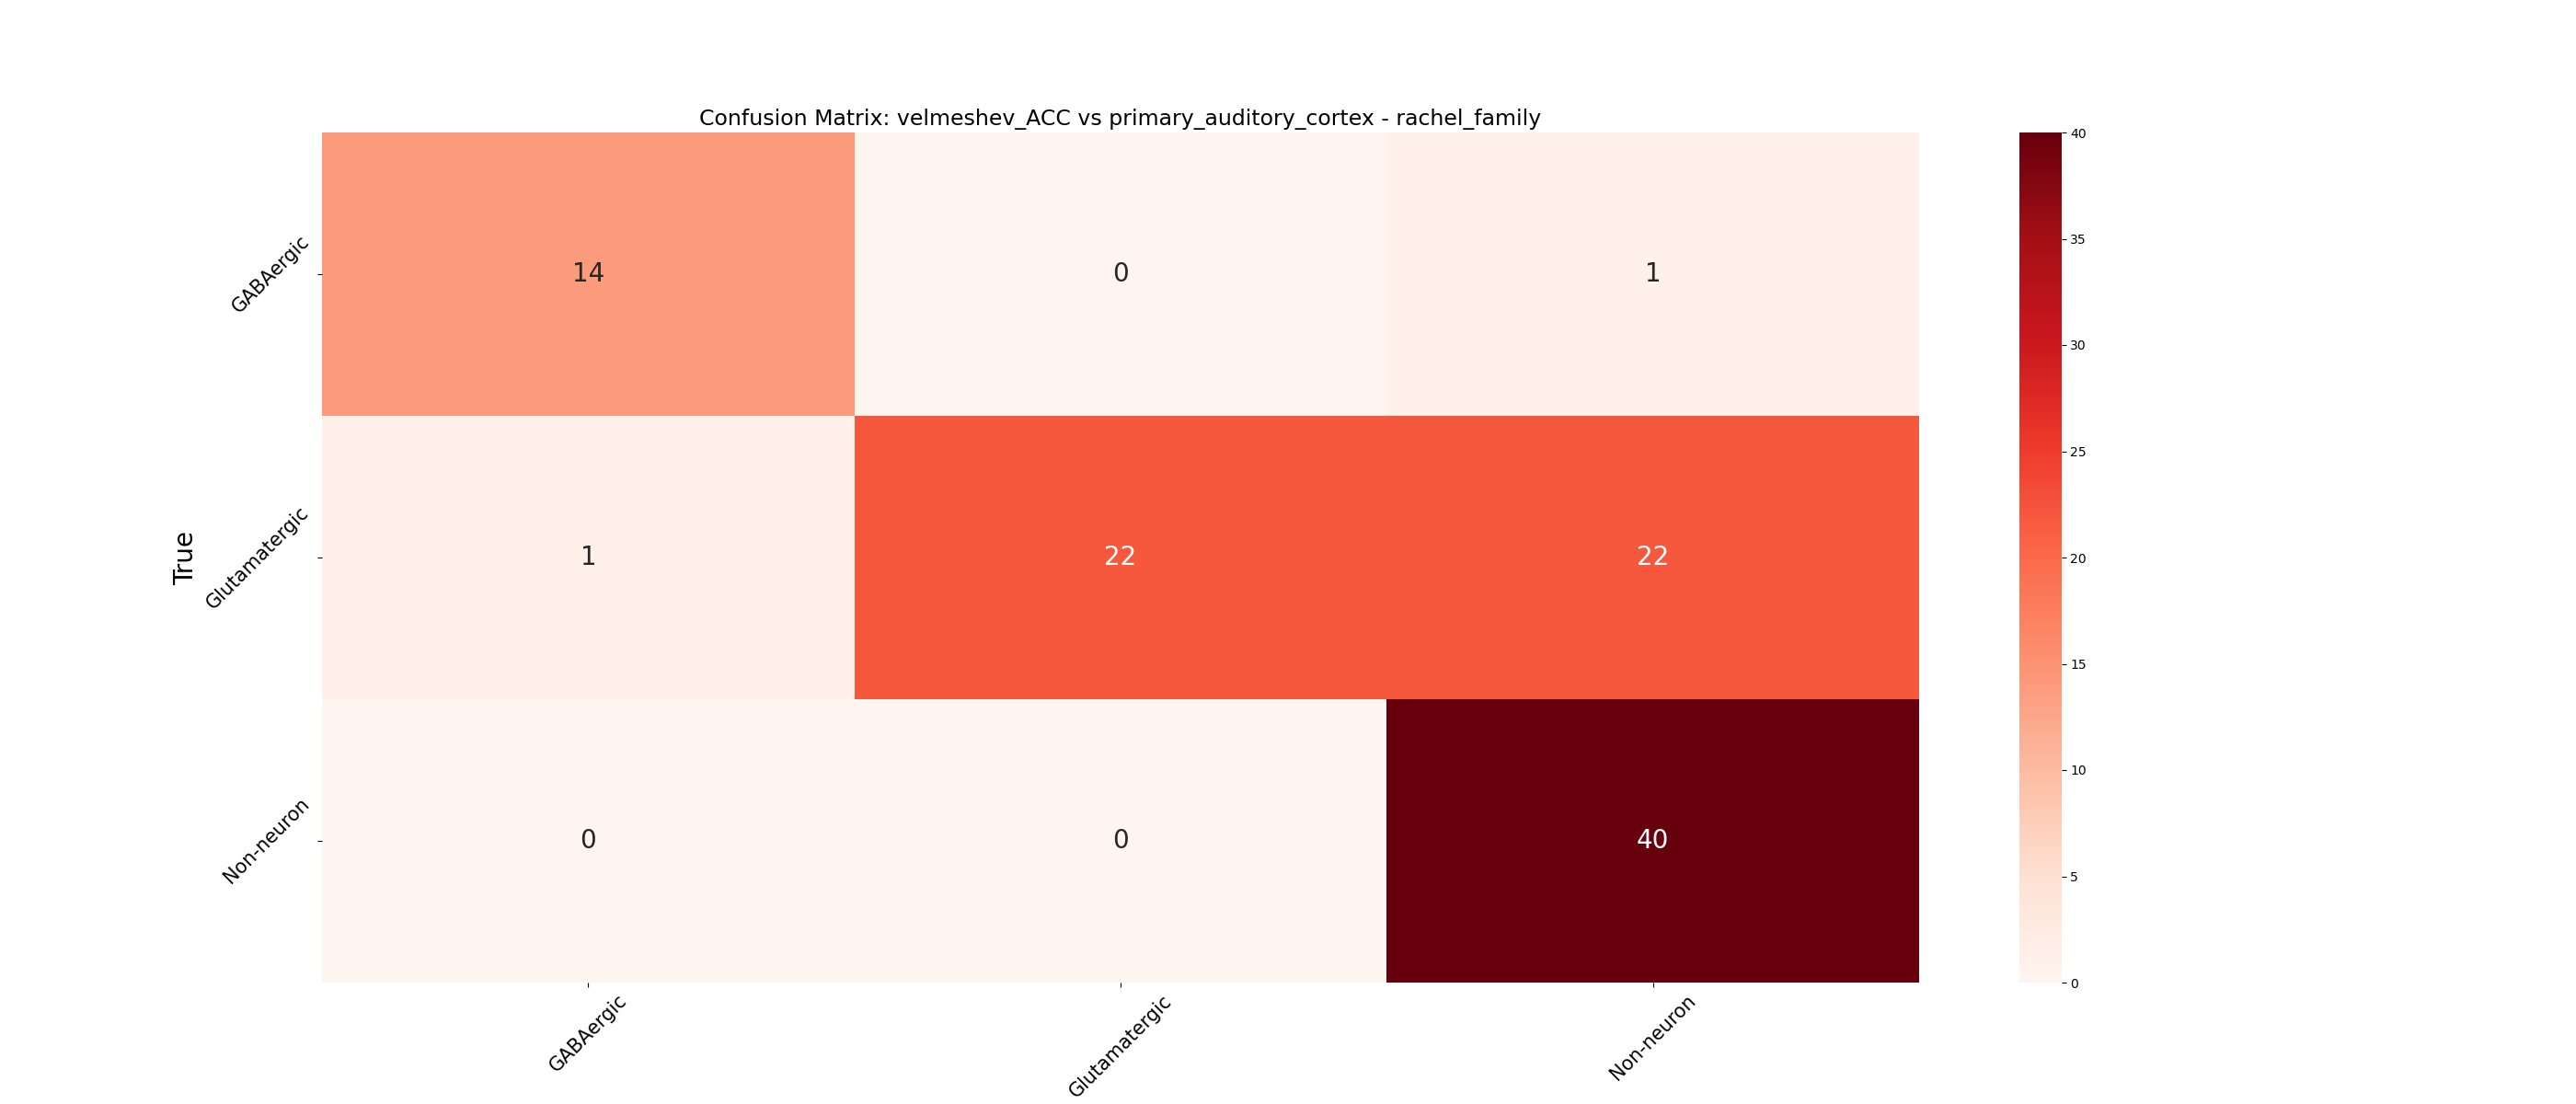 Confusion Matrix: velmeshev_ACC vs primary_auditory_cortex - rachel_family
40
35
30
25
20
15
10
5
0
True
GABAergic
14
0
1
Glutamatergic
1
22
22
Non-neuron
0
0
40
GABAergic
Glutamatergic
Non-neuron